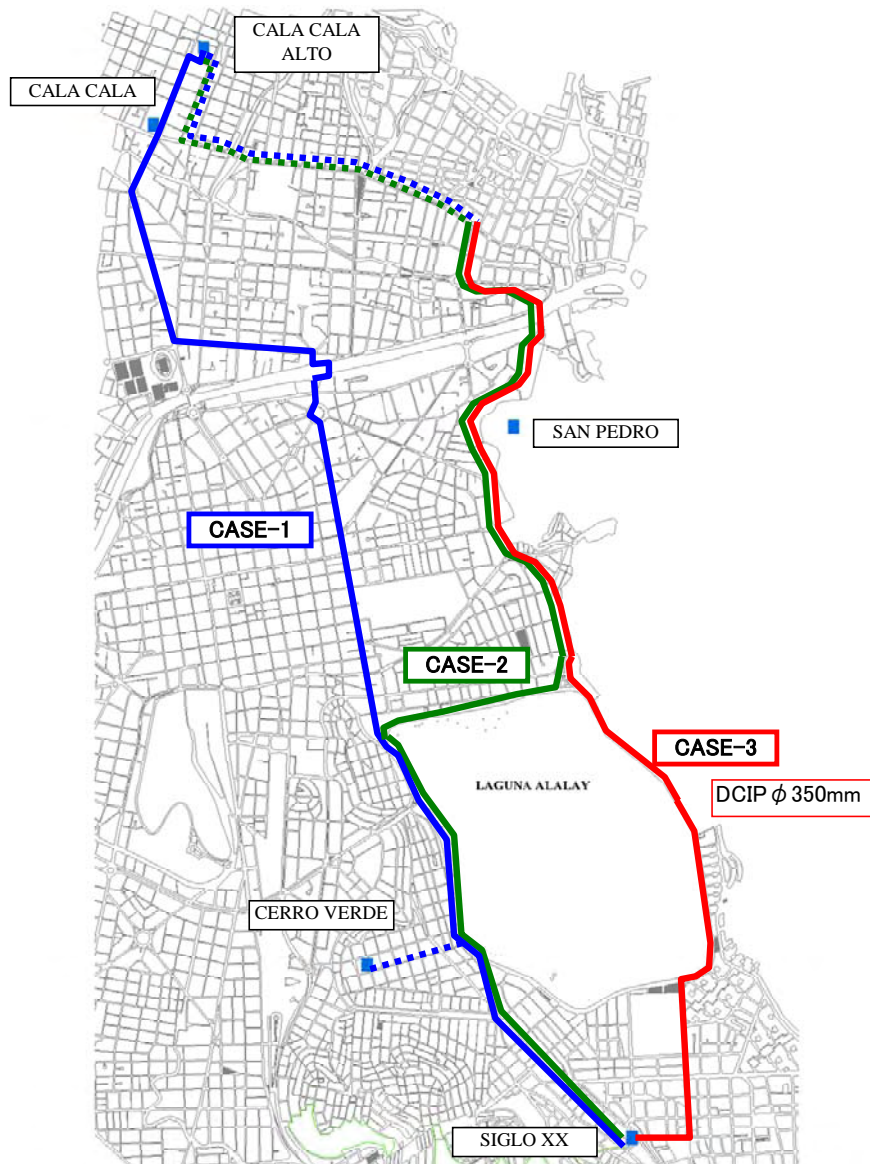 CALA CALA
ALTO
CALA CALA
SAN PEDRO
CASE-1
CASE-2
CASE-3
LAGUNA ALALAY
DCIP φ 350mm
CERRO VERDE
SIGLO XX